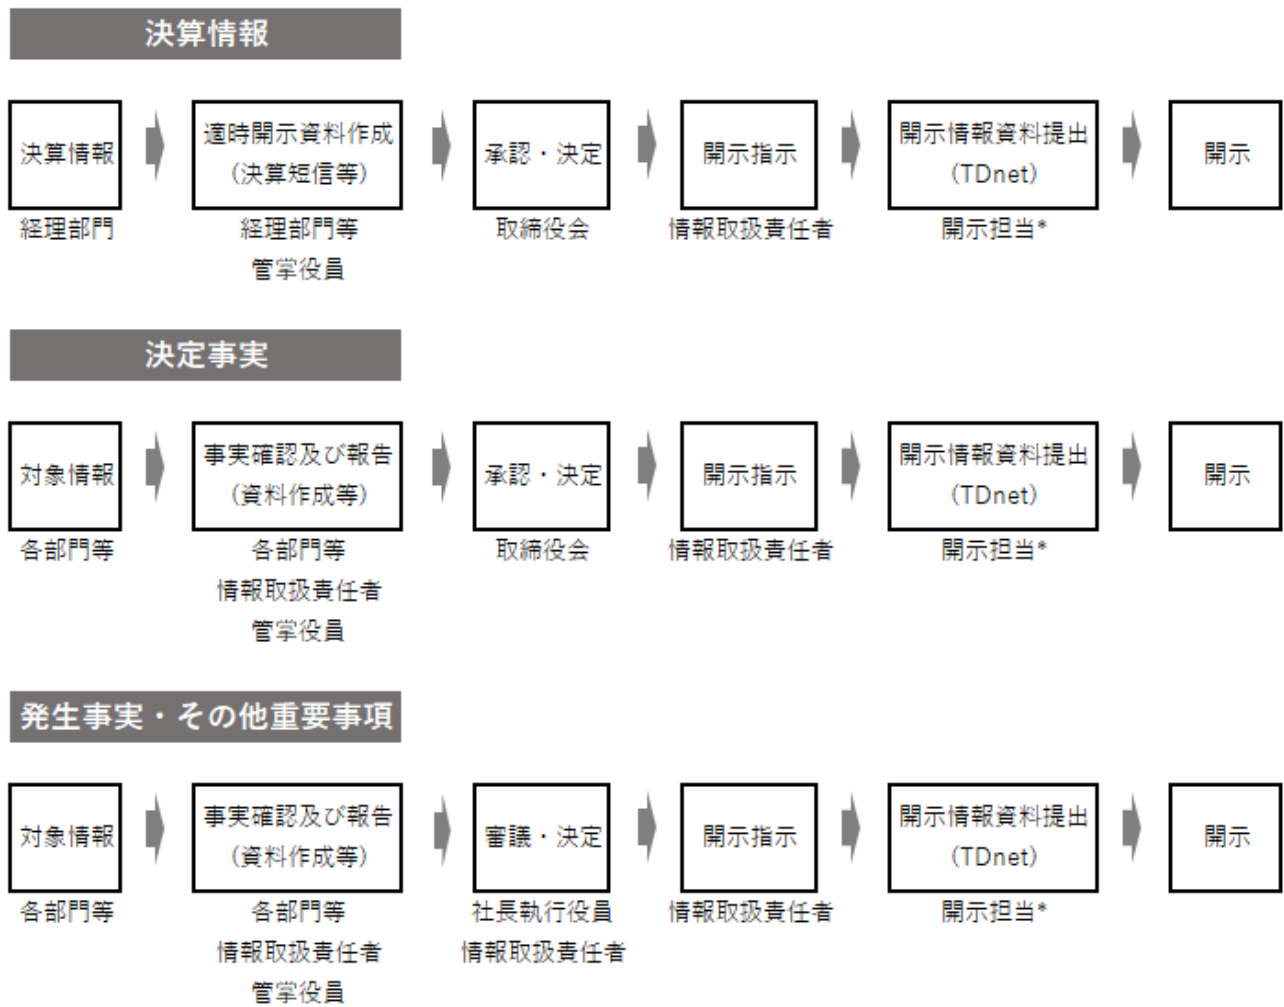 決算情報
決算情報
経理部門
適時開示資料作成
(決算短信等)
経理部門等
管掌役員
承認・決定
取締役会
開示指示
情報取扱責任者
開示情報資料提出
(TDnet)
開示担当*
開示
決定事実
対象情報
各部門等
事実確認及び報告
(資料作成等)
各部門等
情報取扱責任者
管掌役員
承認・決定
取締役会
開示指示
情報取扱責任者
開示情報資料提出
(TDnet)
開示担当*
開示
発生事実・その他重要事項
対象情報
各部門等
事実確認及び報告
(資料作成等)
各部門等
情報取扱責任者
管掌役員
審議・決定
社長執行役員
情報取扱責任者
開示指示
情報取扱責任者
開示情報資料提出
(TDnet)
開示担当*
開示